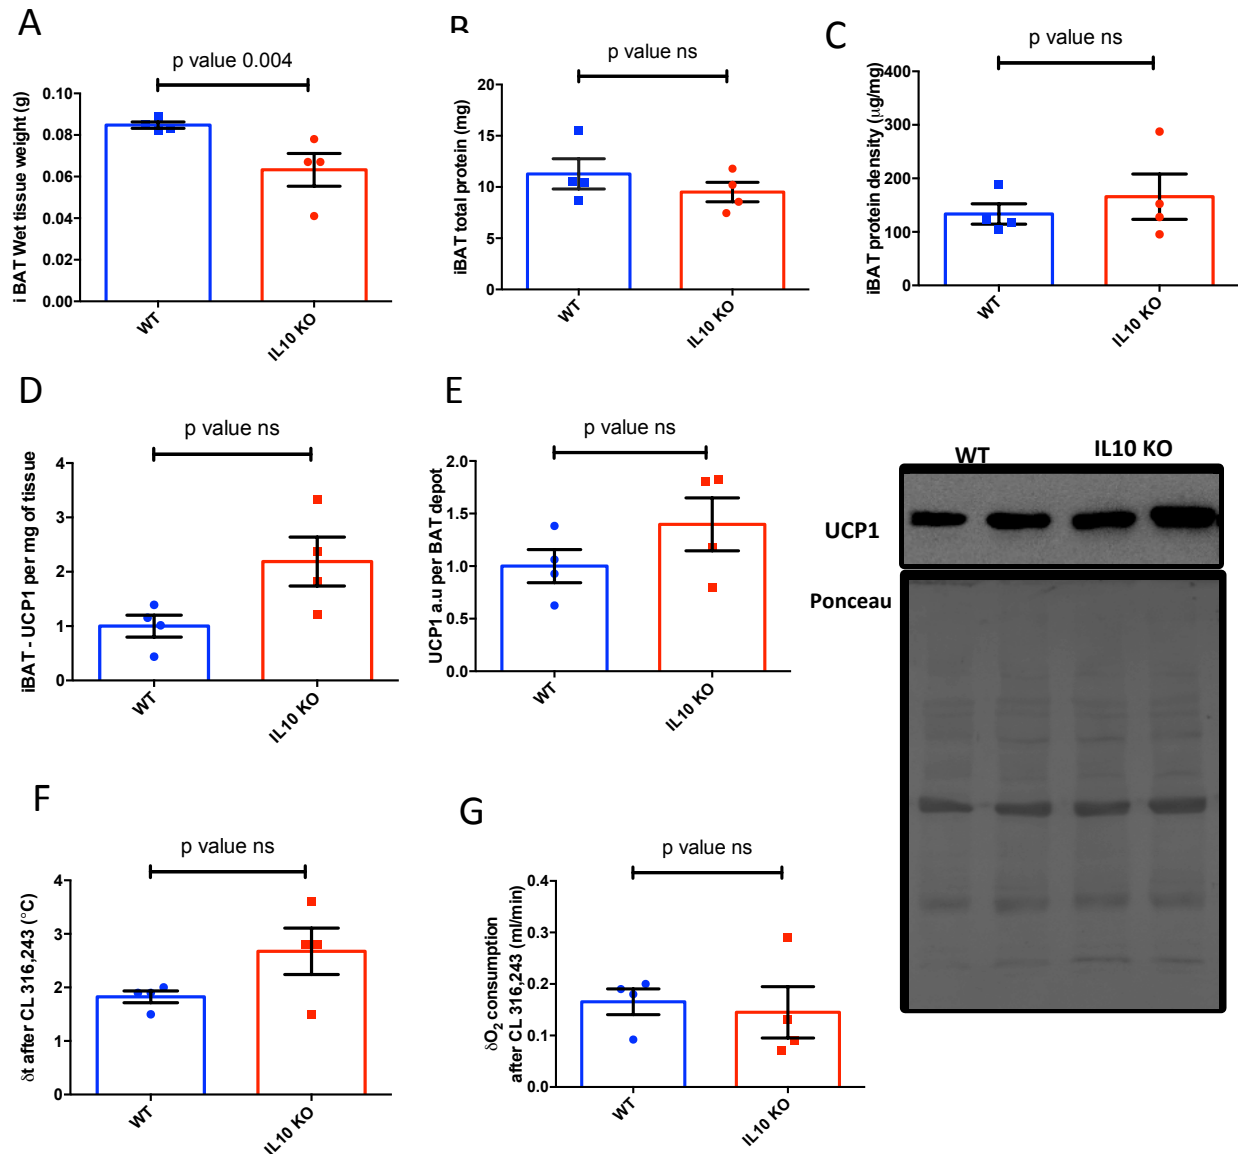 A
p value 0.004
i BAT Wet tissue weight (g)
0.10
0.08
0.06
0.04
0.02
0.00
WT
IL10 KO
B
p value ns
iBAT total protein (mg)
20
15
10
5
0
WT
IL10 KO
C
p value ns
iBAT protein density (µg/mg)
400
300
200
100
0
WT
IL10 KO
D
p value ns
iBAT - UCP1 per mg of tissue
4
3
2
1
0
WT
IL10 KO
E
p value ns
UCP1 a.u per BAT depot
2.0
1.5
1.0
0.5
0.0
WT
IL10 KO
WT
IL10 KO
UCP1
Ponceau
F
p value ns
δt after CL 316,243 (°C)
4
3
2
1
0
WT
IL10 KO
G
p value ns
δO₂ consumption
after CL 316,243 (ml/min)
0.4
0.3
0.2
0.1
0.0
WT
IL10 KO